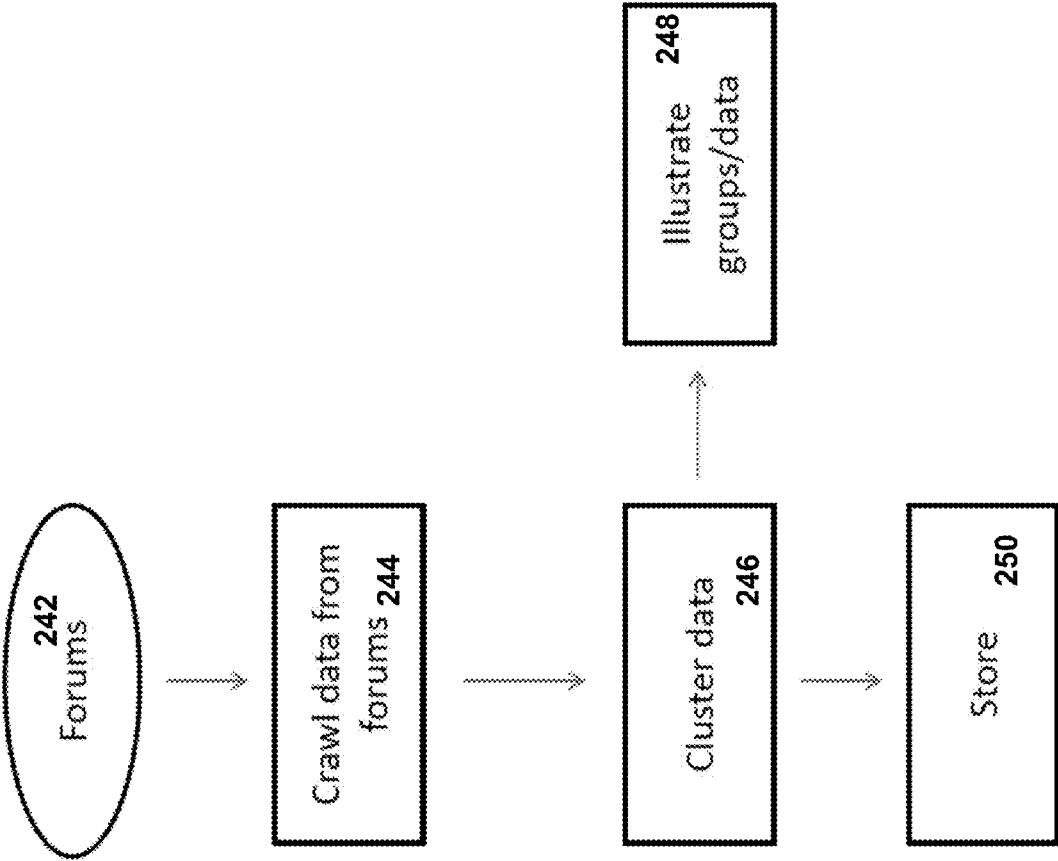 242
Forums
Crawl data from
forums 244
Cluster data
246
248
Illustrate
groups/data
Store
250